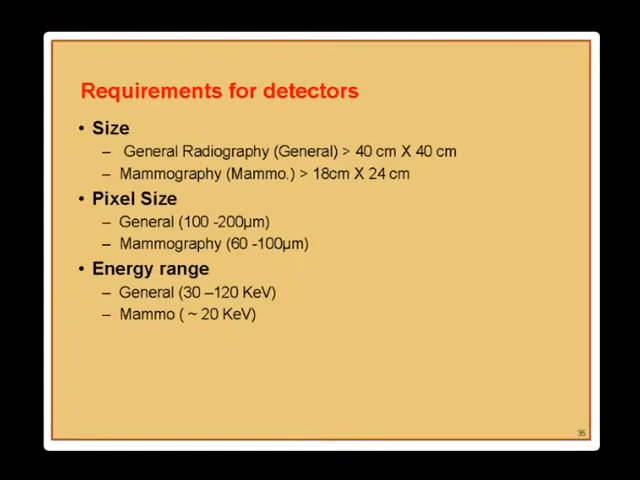 Requirements for detectors
• Size
– General Radiography (General) > 40 cm X 40 cm
– Mammography (Mammo.) > 18cm X 24 cm
• Pixel Size
– General (100 -200µm)
– Mammography (60 -100µm)
• Energy range
– General (30 –120 KeV)
– Mammo ( ~ 20 KeV)
35